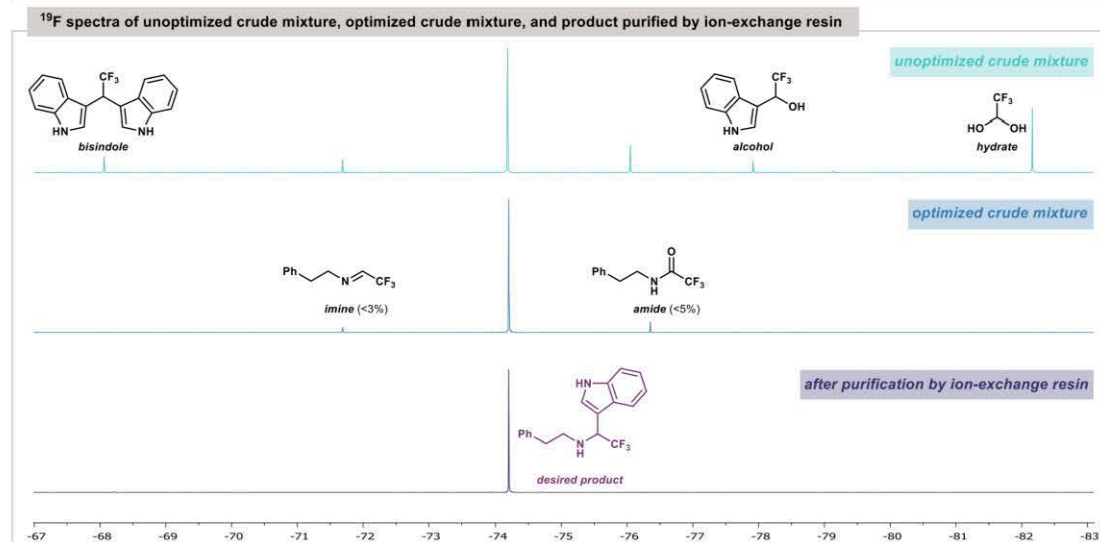 ¹⁹F spectra of unoptimized crude mixture, optimized crude mixture, and product purified by ion-exchange resin
unoptimized crude mixture
CF₃
HN
NH
bisindole
CF₃
OH
HN
alcohol
CF₃
HO OH
hydrate
optimized crude mixture
Ph
N
CF₃
imine (<3%)
O
Ph
N
H
CF₃
amide (<5%)
after purification by ion-exchange resin
HN
Ph
N
H
CF₃
desired product
-67 -68 -69 -70 -71 -72 -73 -74 -75 -76 -77 -78 -79 -80 -81 -82 -83